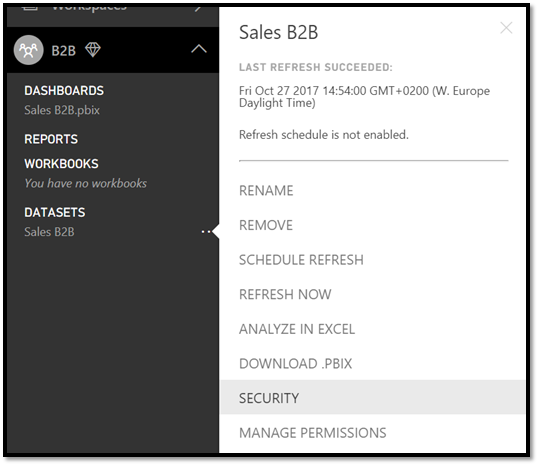 Workspaces
B2B
DASHBOARDS
Sales B2B.pbix
REPORTS
WORKBOOKS
You have no workbooks
DATASETS
Sales B2B
Sales B2B
LAST REFRESH SUCCEEDED:
Fri Oct 27 2017 14:54:00 GMT+0200 (W. Europe
Daylight Time)
Refresh schedule is not enabled.
RENAME
REMOVE
SCHEDULE REFRESH
REFRESH NOW
ANALYZE IN EXCEL
DOWNLOAD .PBIX
SECURITY
MANAGE PERMISSIONS